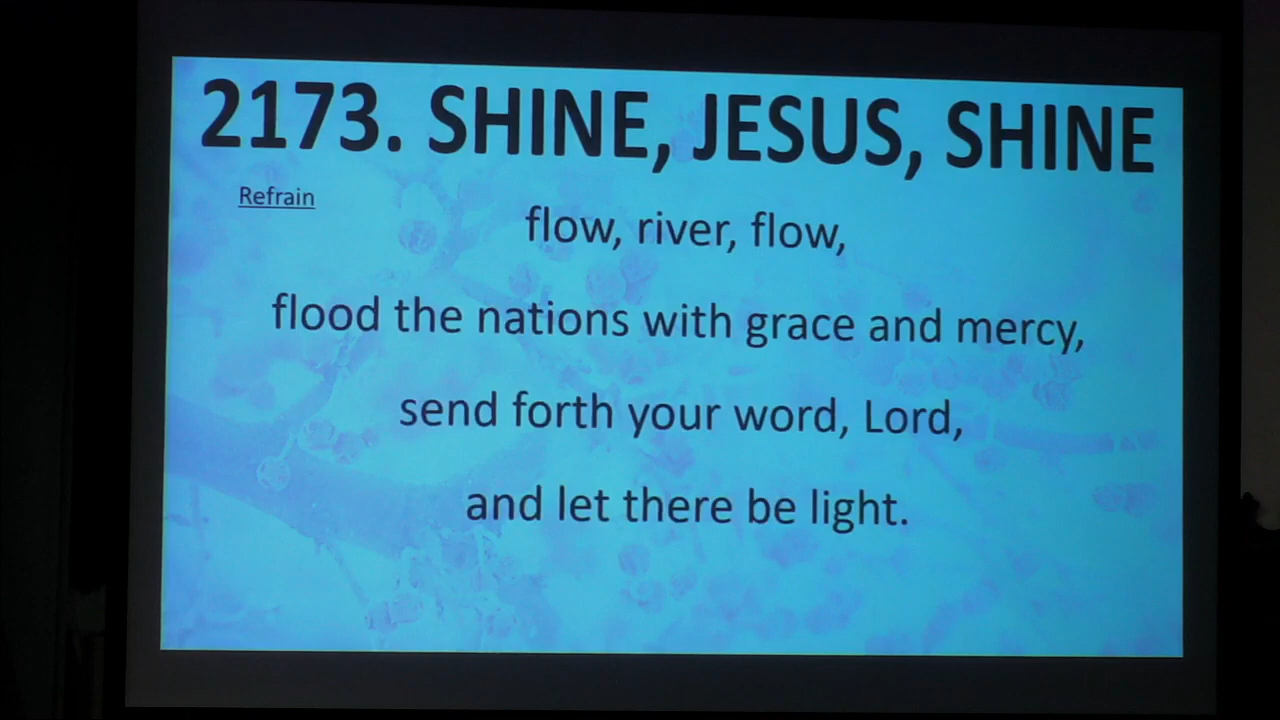 2173. SHINE, JESUS, SHINE
Refrain
flow, river, flow,
flood the nations with grace and mercy,
send forth your word, Lord,
and let there be light.